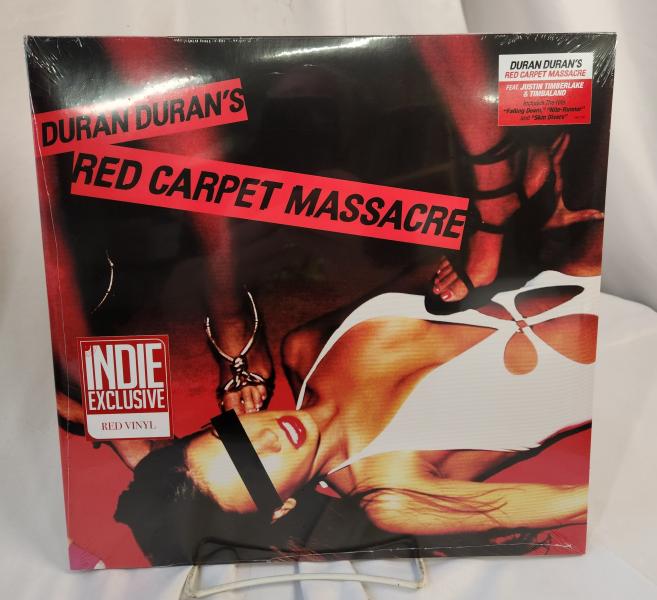 DURAN DURAN'S
RED CARPET MASSACRE
DURAN DURAN'S
RED CARPET MASSACRE
FEAT. JUSTIN TIMBERLAKE
& TIMBALAND
Includes The Hits
"Falling Down," "Nite-Runner"
and "Skin Divers"
INDIE
EXCLUSIVE
RED VINYL